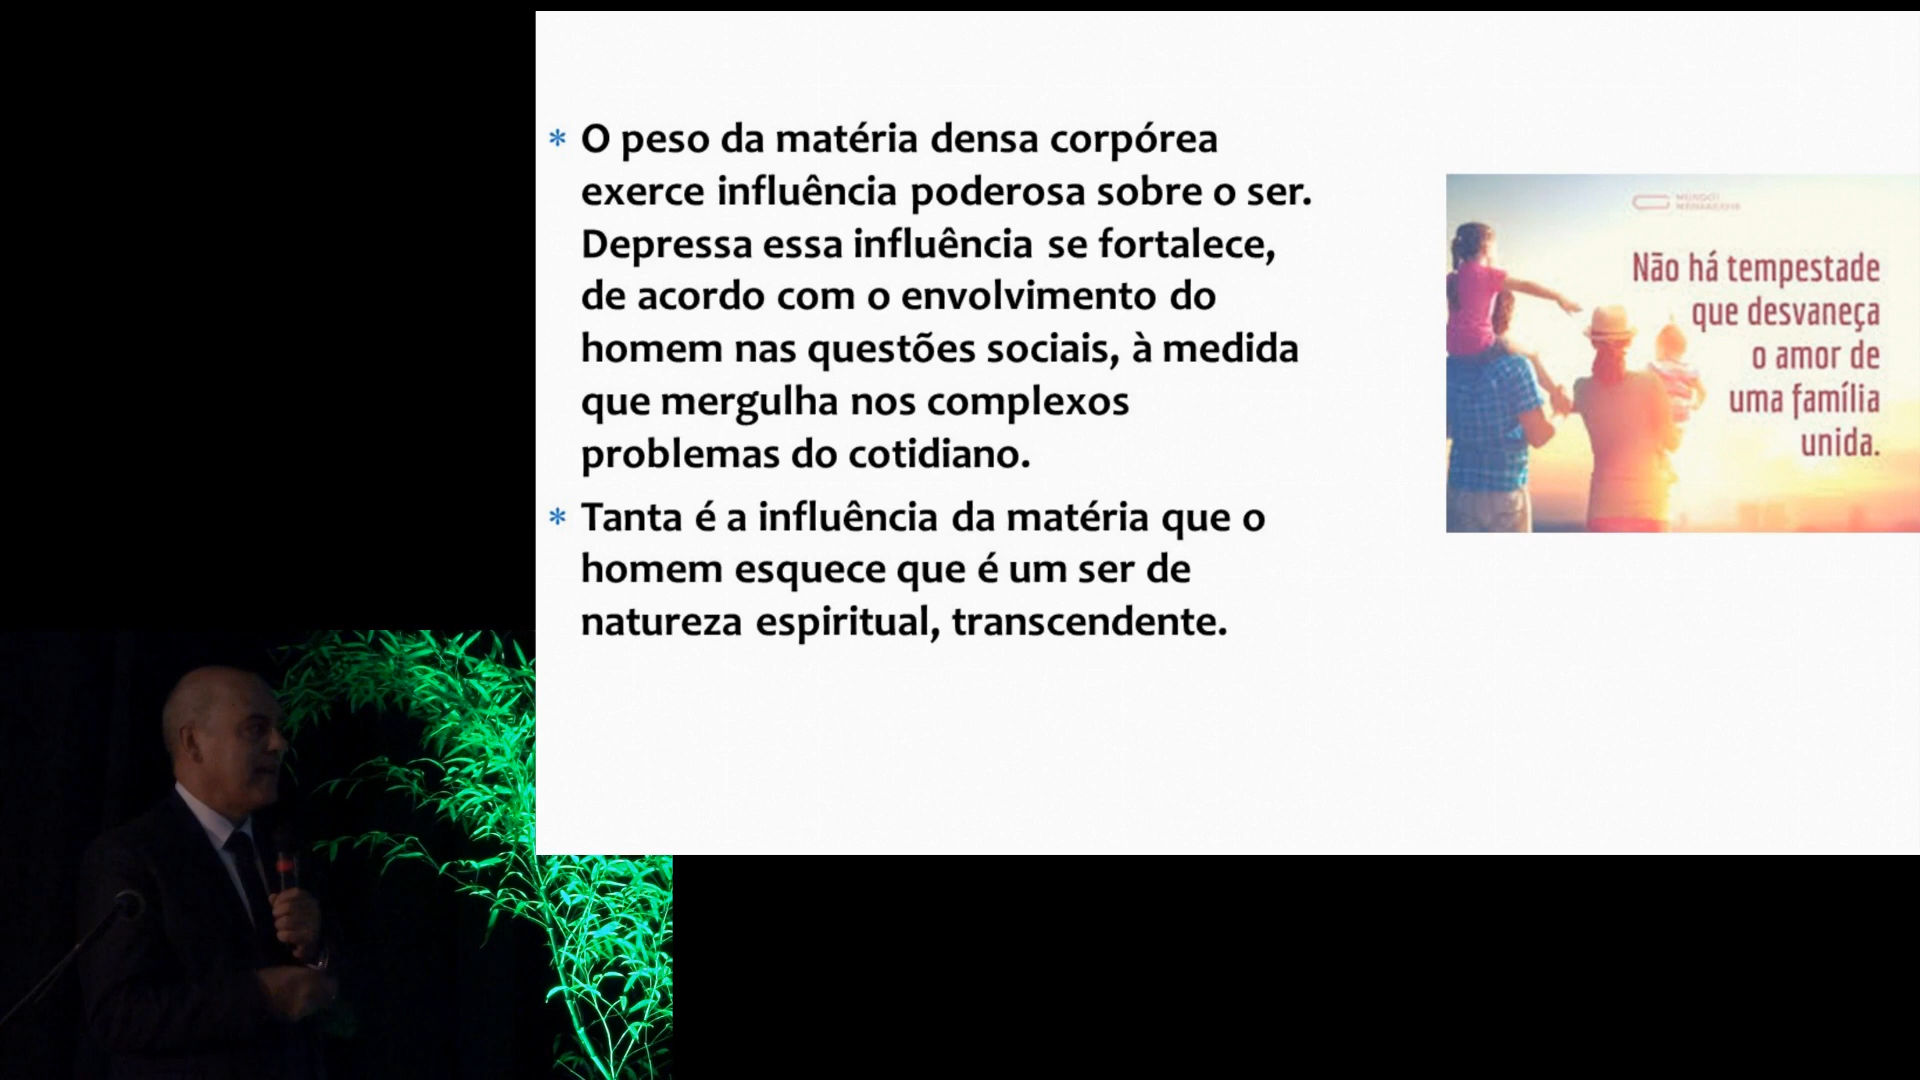 * O peso da matéria densa corpórea
exerce influência poderosa sobre o ser.
Depressa essa influência se fortalece,
de acordo com o envolvimento do
homem nas questões sociais, à medida
que mergulha nos complexos
problemas do cotidiano.
* Tanta é a influência da matéria que o
homem esquece que é um ser de
natureza espiritual, transcendente.
Não há tempestade
que desvaneça
o amor de
uma família
unida.